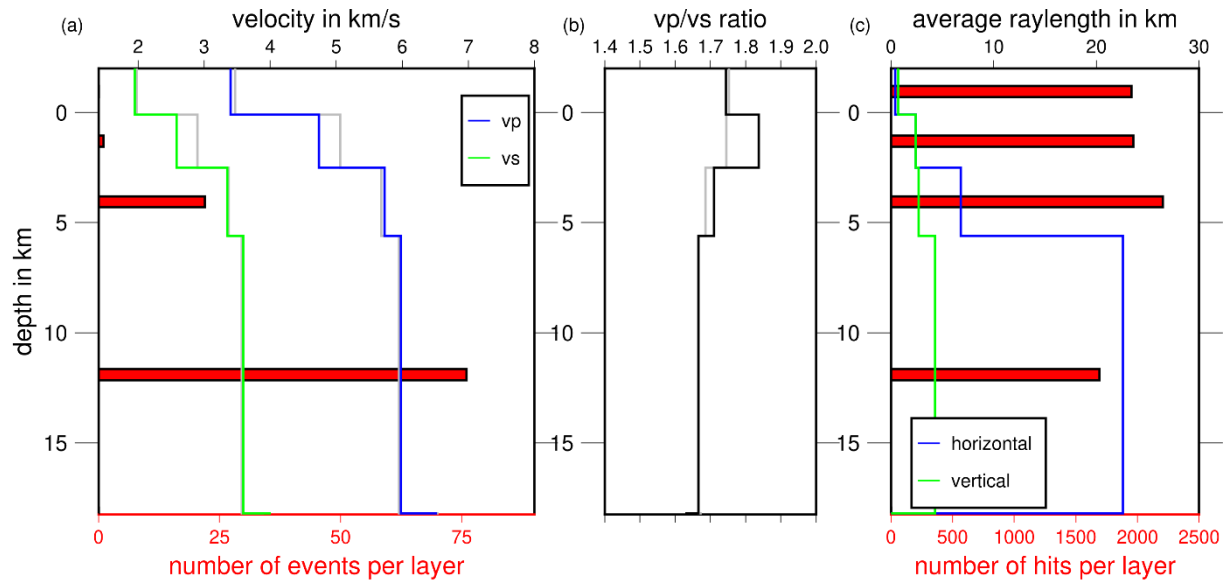 (a)
velocity in km/s
2 3 4 5 6 7 8
depth in km
0
5
10
15
vp
vs
0 25 50 75
number of events per layer
(b)
vp/vs ratio
1.4 1.5 1.6 1.7 1.8 1.9 2.0
0
5
10
15
(c)
average raylength in km
0 10 20 30
0
5
10
15
horizontal
vertical
0 500 1000 1500 2000 2500
number of hits per layer